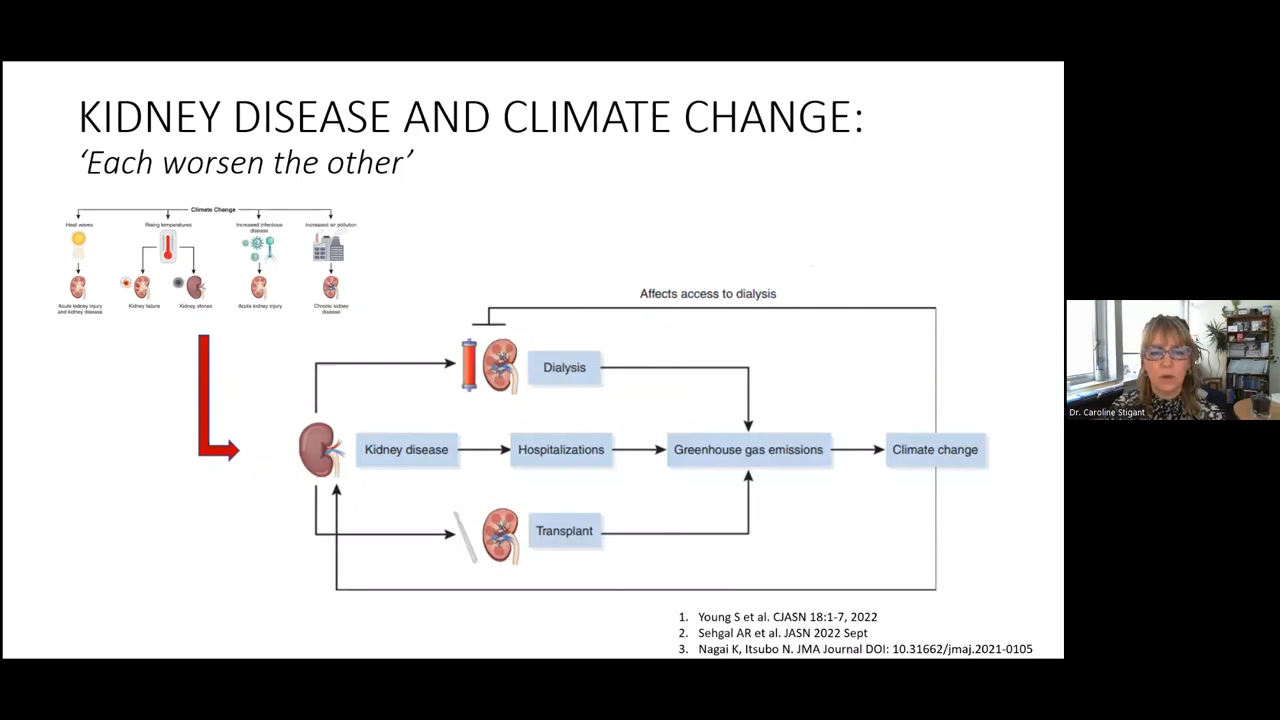 KIDNEY DISEASE AND CLIMATE CHANGE:
‘Each worsen the other’
Climate Change
Heat waves
Rising temperatures
Increased infectious
disease
Increased air pollution
Acute kidney injury
and kidney disease
Kidney failure
Kidney stones
Acute kidney injury
Chronic kidney
disease
Affects access to dialysis
Dialysis
Kidney disease
Hospitalizations
Greenhouse gas emissions
Climate change
Transplant
1. Young S et al. CJASN 18:1-7, 2022
2. Sehgal AR et al. JASN 2022 Sept
3. Nagai K, Itsubo N. JMA Journal DOI: 10.31662/jmaj.2021-0105
Dr. Caroline Stigant